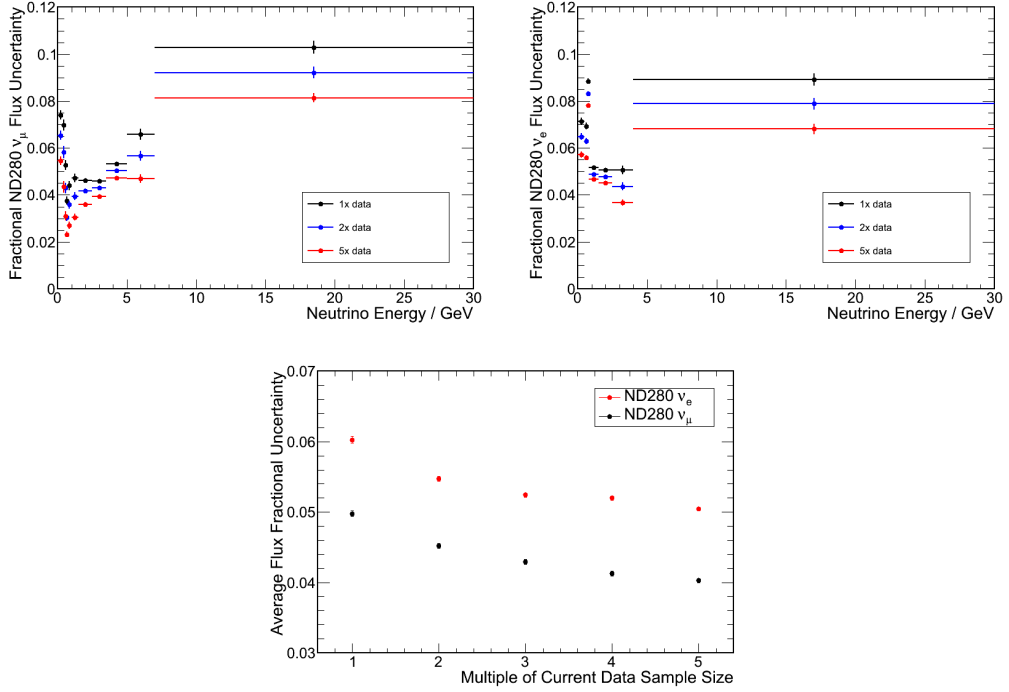 Fractional ND280 νμ Flux Uncertainty
0.12
0.1
0.08
0.06
0.04
0.02
0
1x data
2x data
5x data
0 5 10 15 20 25 30
Neutrino Energy / GeV
Fractional ND280 νe Flux Uncertainty
0.12
0.1
0.08
0.06
0.04
0.02
0
1x data
2x data
5x data
0 5 10 15 20 25 30
Neutrino Energy / GeV
Average Flux Fractional Uncertainty
0.07
0.06
0.05
0.04
0.03
ND280 νe
ND280 νμ
1 2 3 4 5
Multiple of Current Data Sample Size